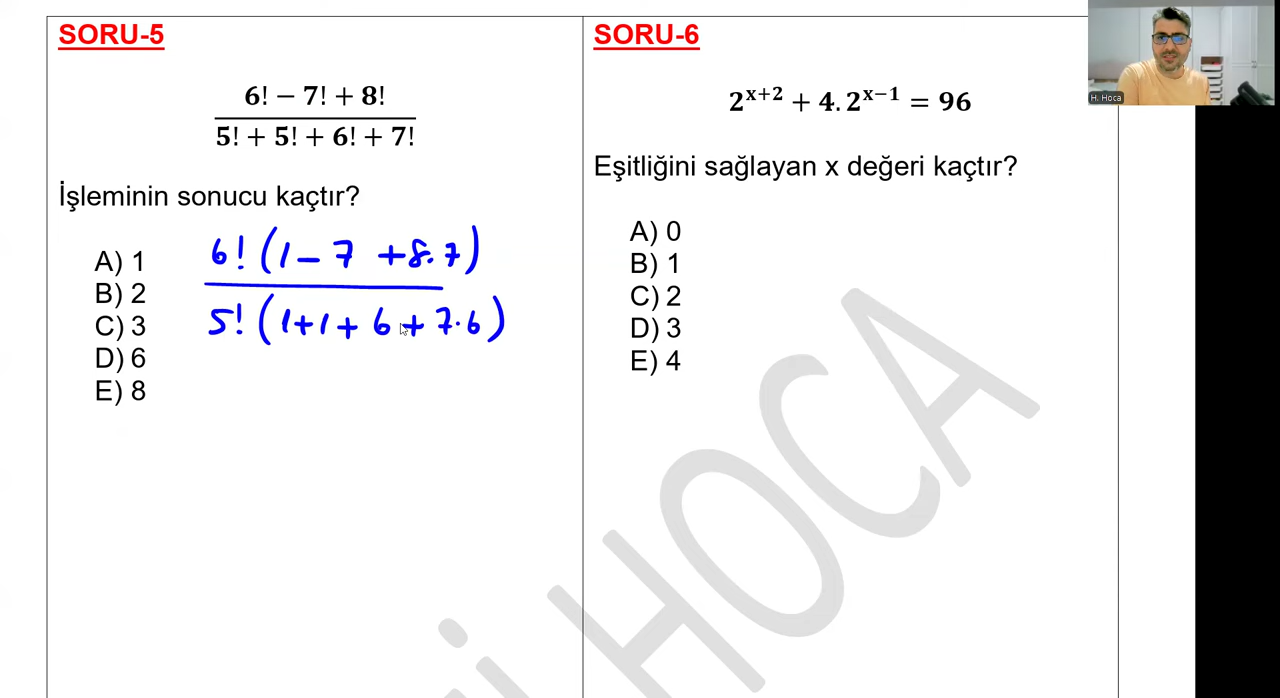 SORU-5
6! − 7! + 8!
5! + 5! + 6! + 7!
İşleminin sonucu kaçtır?
A) 1
B) 2
C) 3
D) 6
E) 8
6! (1 − 7 + 8.7)
5! (1+1+6+7.6)
SORU-6
2^{x+2} + 4. 2^{x−1} = 96
Eşitliğini sağlayan x değeri kaçtır?
A) 0
B) 1
C) 2
D) 3
E) 4
H. Hoca
i HOCA